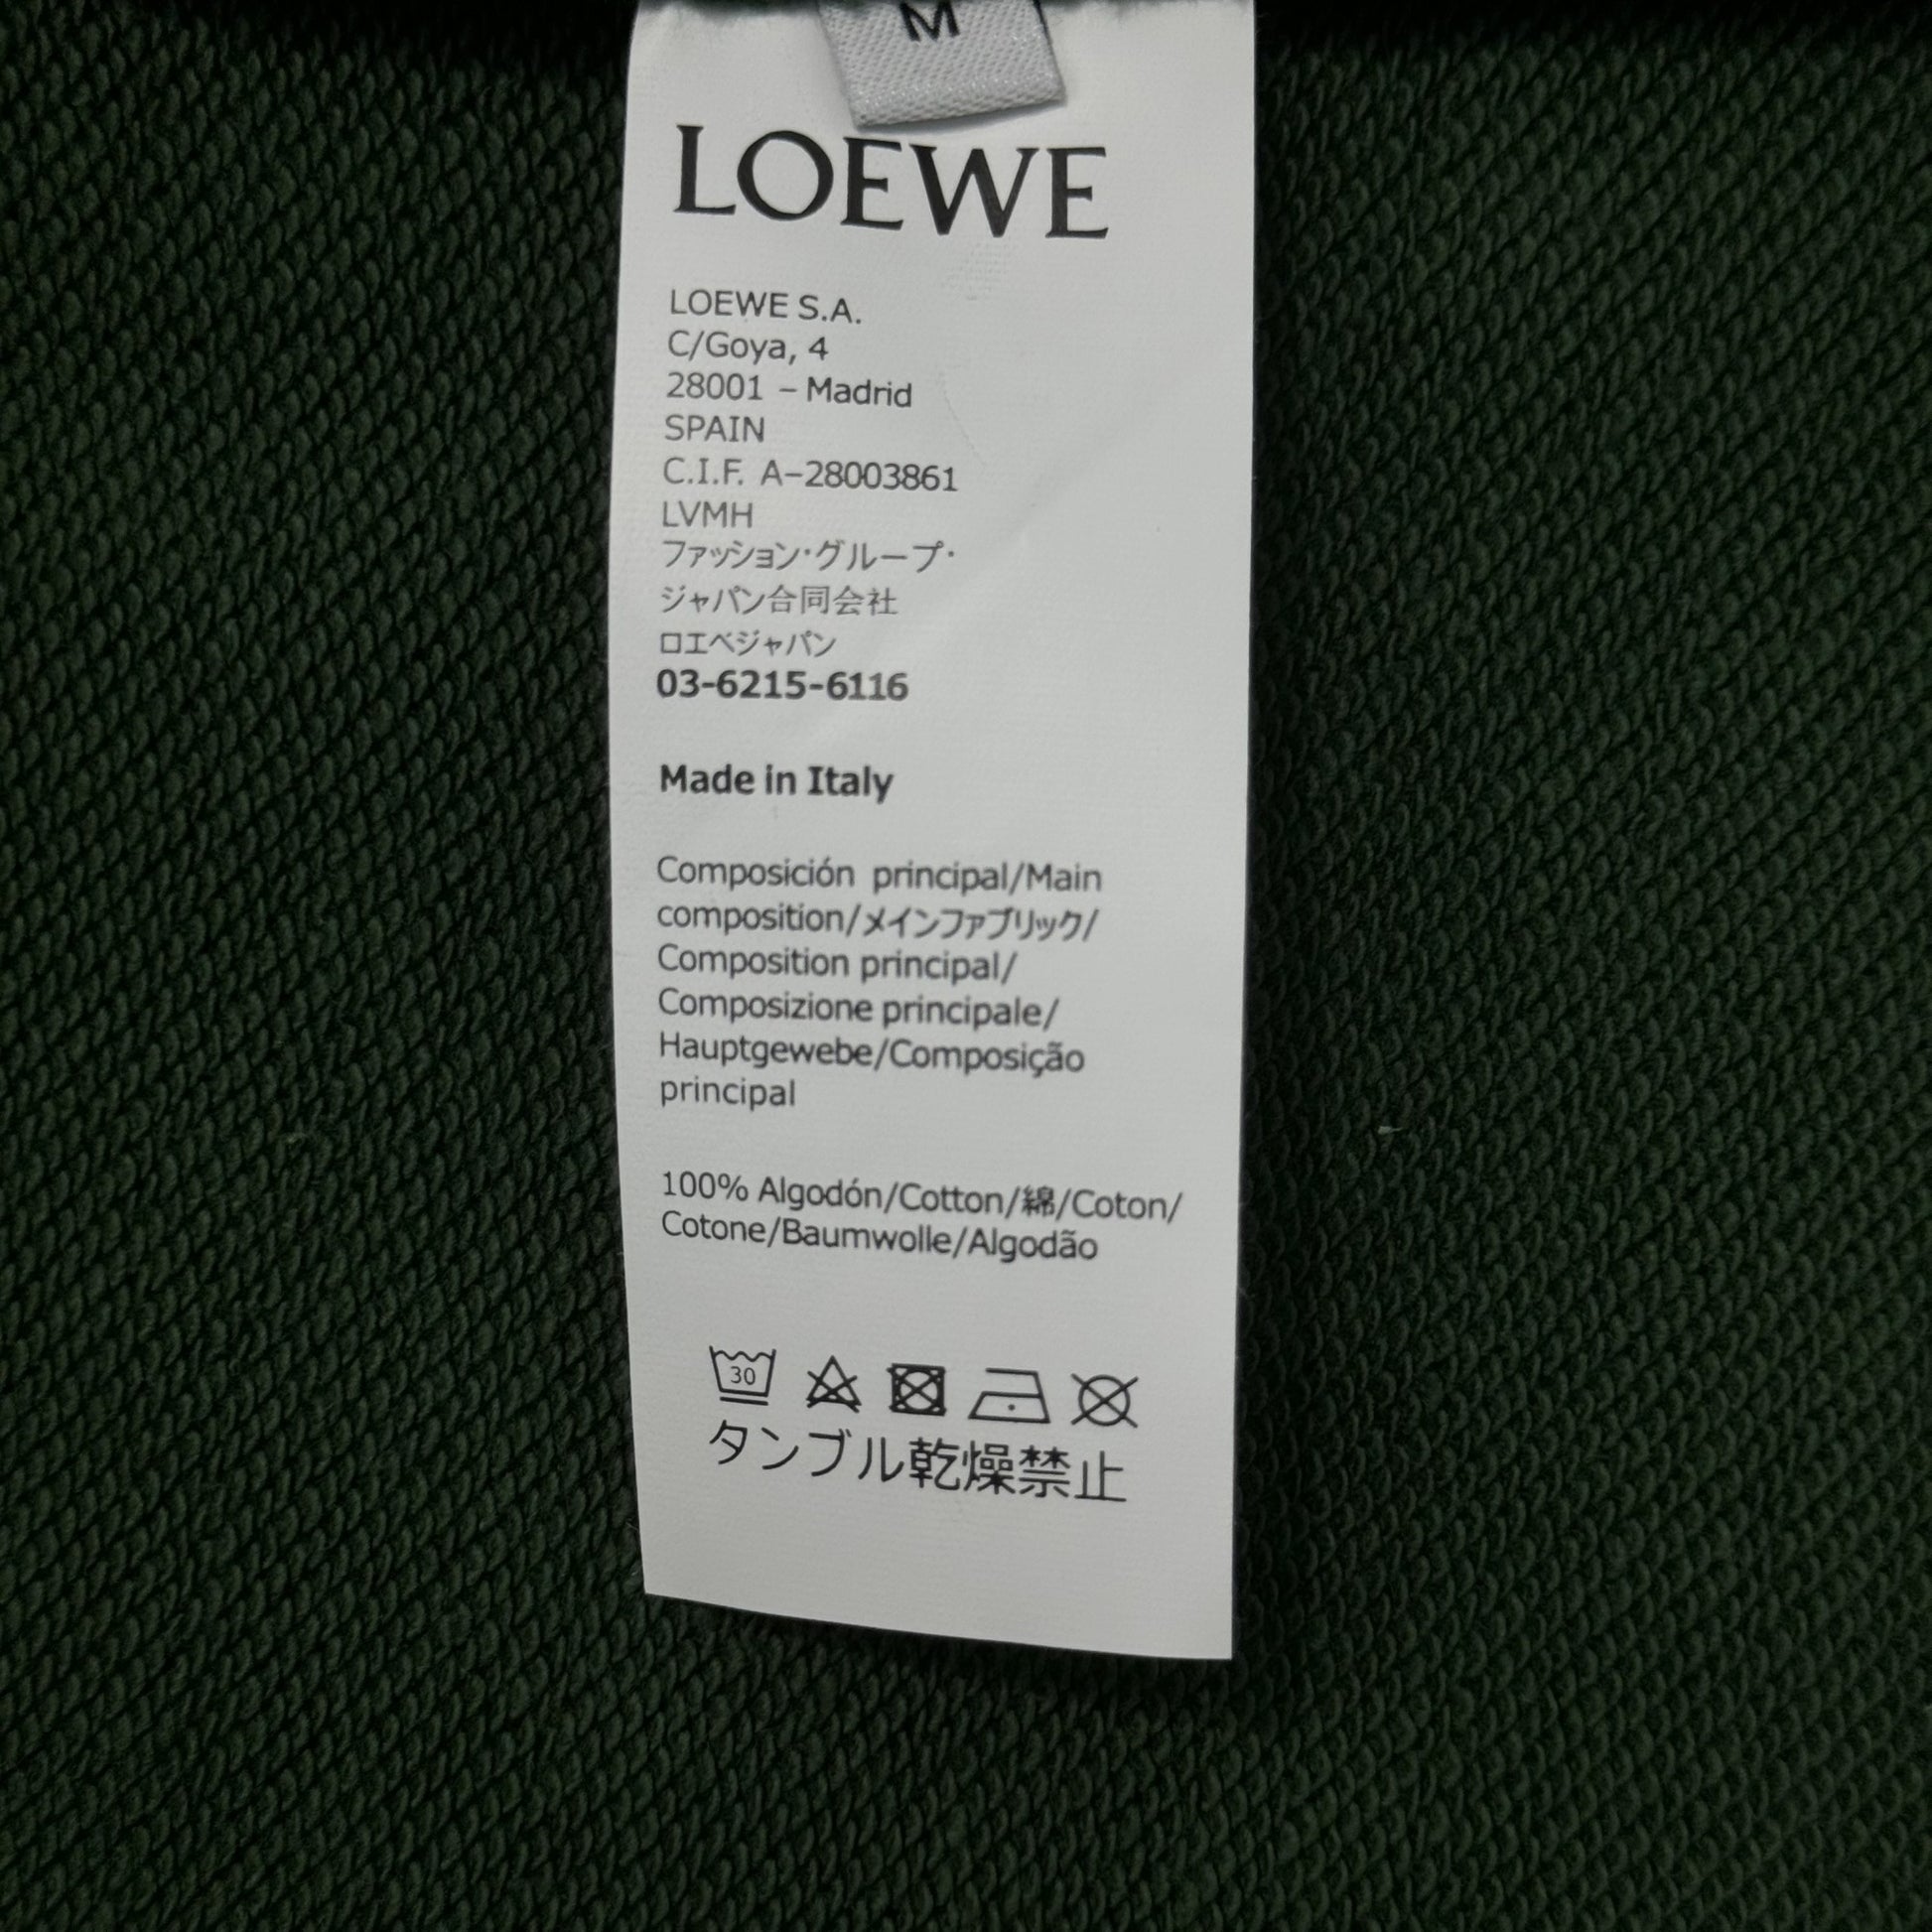 M
LOEWE
LOEWE S.A.
C/Goya, 4
28001 – Madrid
SPAIN
C.I.F. A–28003861
LVMH
ファッション・グループ・
ジャパン合同会社
ロエベジャパン
03-6215-6116
Made in Italy
Composición principal/Main
composition/メインファブリック/
Composition principal/
Composizione principale/
Hauptgewebe/Composição
principal
100% Algodón/Cotton/綿/Coton/
Cotone/Baumwolle/Algodão
30
タンブル乾燥禁止